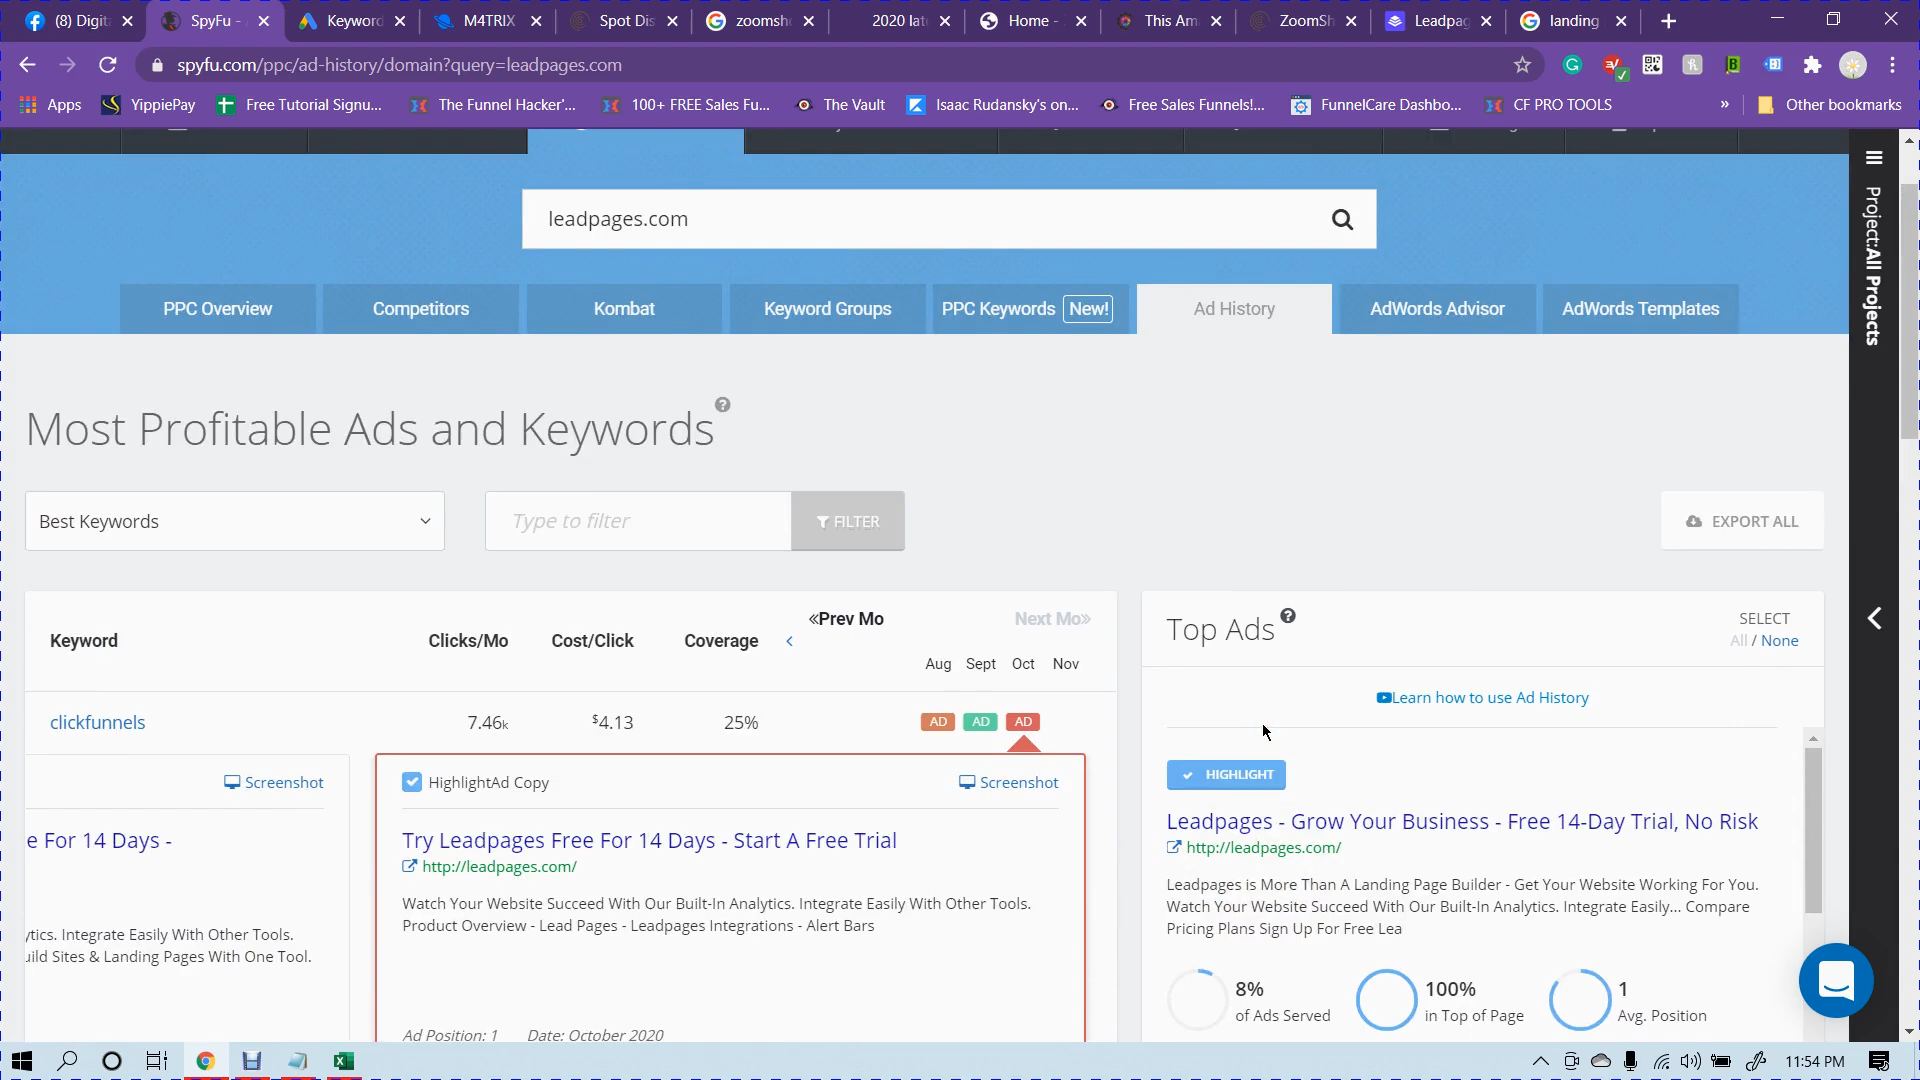 (8) Digita
SpyFu -
Keyword
M4TRIX
Spot Dis
zoomsh
2020 lat
Home -
This Am
ZoomSh
Leadpag
landing
spyfu.com/ppc/ad-history/domain?query=leadpages.com
Apps
YippiePay
Free Tutorial Signu...
The Funnel Hacker'...
100+ FREE Sales Fu...
The Vault
Isaac Rudansky's on...
Free Sales Funnels!...
FunnelCare Dashbo...
CF PRO TOOLS
»
Other bookmarks
leadpages.com
PPC Overview
Competitors
Kombat
Keyword Groups
PPC Keywords New!
Ad History
AdWords Advisor
AdWords Templates
Project:All Projects
Most Profitable Ads and Keywords
Best Keywords
Type to filter
FILTER
EXPORT ALL
Keyword
Clicks/Mo
Cost/Click
Coverage
«Prev Mo
Next Mo»
Aug Sept Oct Nov
clickfunnels
7.46k
$4.13
25%
AD AD AD
Screenshot
e For 14 Days -
ytics. Integrate Easily With Other Tools.
uild Sites & Landing Pages With One Tool.
HighlightAd Copy
Screenshot
Try Leadpages Free For 14 Days - Start A Free Trial
http://leadpages.com/
Watch Your Website Succeed With Our Built-In Analytics. Integrate Easily With Other Tools.
Product Overview - Lead Pages - Leadpages Integrations - Alert Bars
Ad Position: 1 Date: October 2020
Top Ads
SELECT
All / None
Learn how to use Ad History
HIGHLIGHT
Leadpages - Grow Your Business - Free 14-Day Trial, No Risk
http://leadpages.com/
Leadpages is More Than A Landing Page Builder - Get Your Website Working For You.
Watch Your Website Succeed With Our Built-In Analytics. Integrate Easily... Compare
Pricing Plans Sign Up For Free Lea
8%
of Ads Served
100%
in Top of Page
1
Avg. Position
11:54 PM